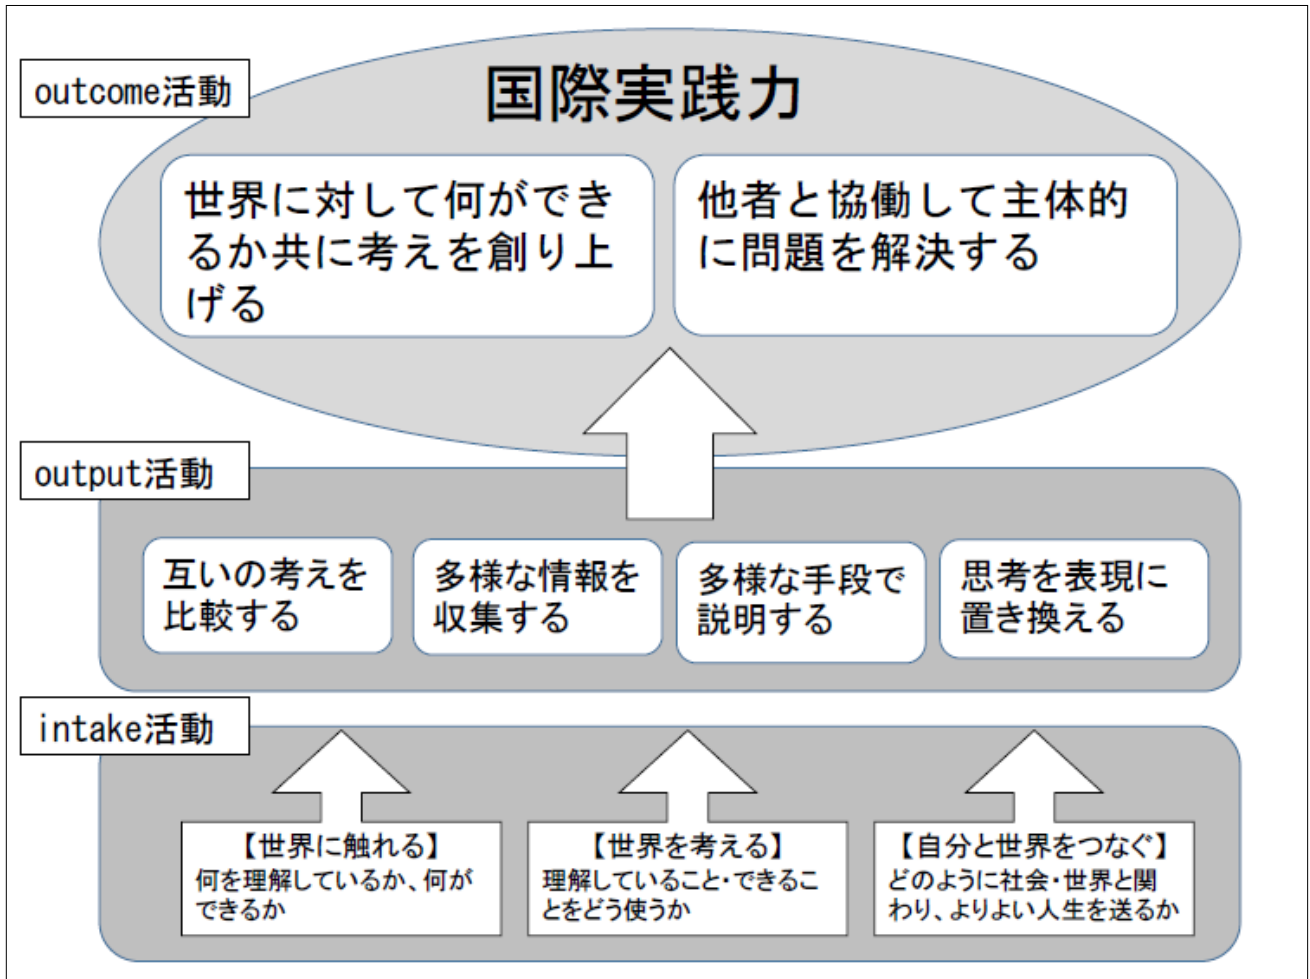 outcome活動
国際実践力
世界に対して何ができ
るか共に考えを創り上
げる
他者と協働して主体的
に問題を解決する
output活動
互いの考えを
比較する
多様な情報を
収集する
多様な手段で
説明する
思考を表現に
置き換える
intake活動
【世界に触れる】
何を理解しているか、何が
できるか
【世界を考える】
理解していること・できるこ
とをどう使うか
【自分と世界をつなぐ】
どのように社会・世界と関
わり、よりよい人生を送るか